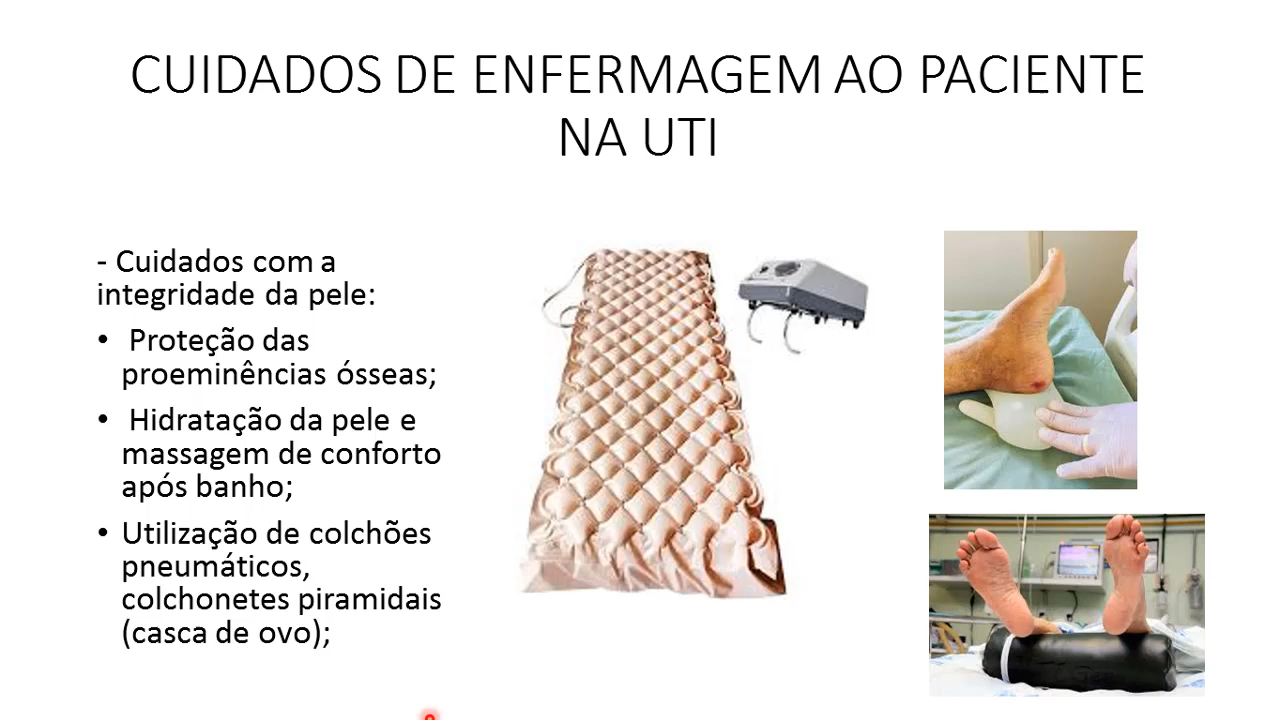 CUIDADOS DE ENFERMAGEM AO PACIENTE
NA UTI
- Cuidados com a
integridade da pele:
• Proteção das
proeminências ósseas;
• Hidratação da pele e
massagem de conforto
após banho;
• Utilização de colchões
pneumáticos,
colchonetes piramidais
(casca de ovo);